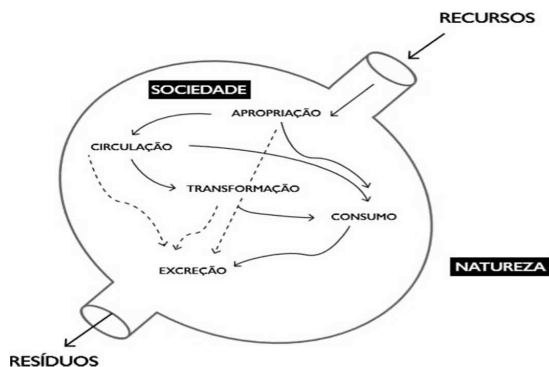 RECURSOS
SOCIEDADE
APROPRIAÇÃO
CIRCULAÇÃO
TRANSFORMAÇÃO
CONSUMO
EXCREÇÃO
NATUREZA
RESÍDUOS